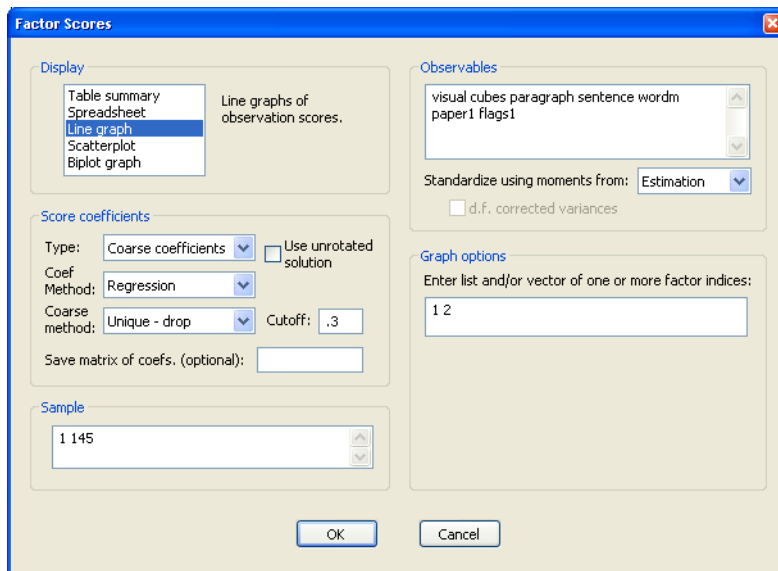 Factor Scores
Display
Table summary
Spreadsheet
Line graph
Scatterplot
Biplot graph
Line graphs of
observation scores.
Score coefficients
Type: Coarse coefficients
Use unrotated
solution
Coef
Method: Regression
Coarse
method: Unique - drop Cutoff: .3
Save matrix of coefs. (optional):
Sample
1 145
Observables
visual cubes paragraph sentence wordm
paper1 flags1
Standardize using moments from: Estimation
d.f. corrected variances
Graph options
Enter list and/or vector of one or more factor indices:
1 2
OK
Cancel